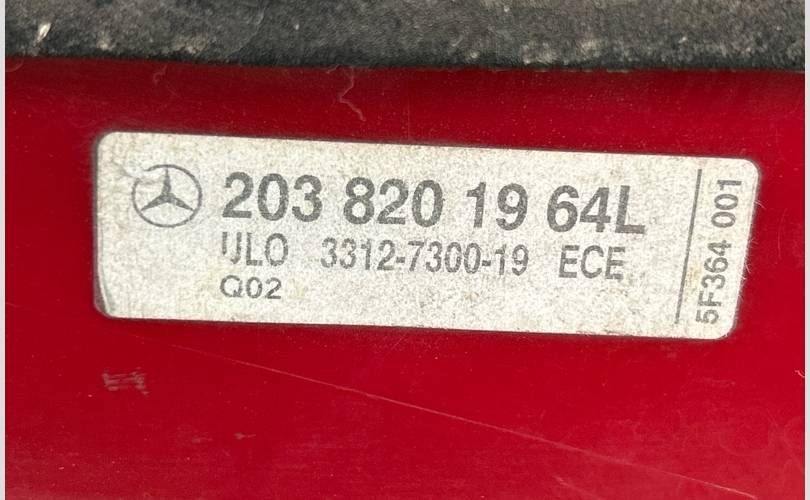 203 820 19 64L
ULO 3312-7300-19 ECE
Q02
5F364 001